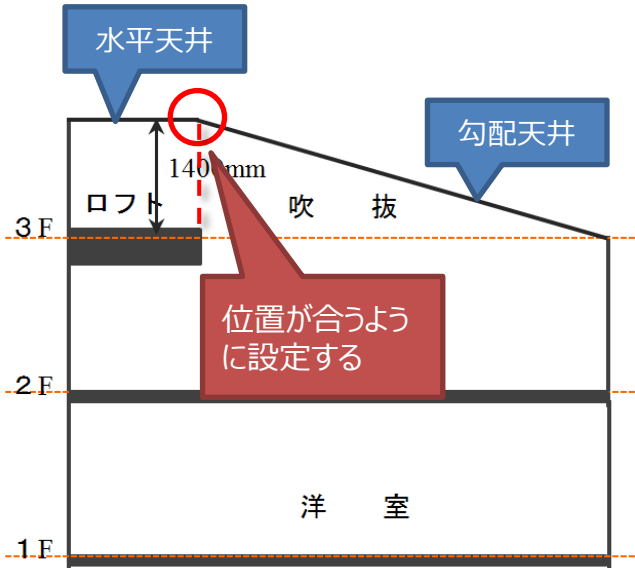 水平天井
勾配天井
1400mm
ロフト
吹　抜
3F
位置が合うよう
に設定する
2F
洋　室
1F